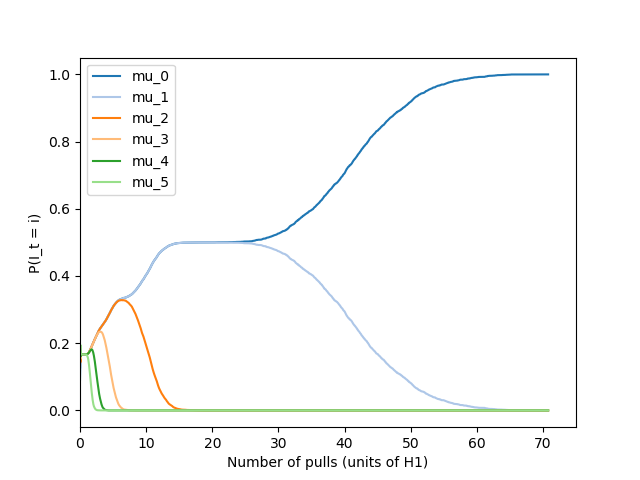 mu_0
mu_1
mu_2
mu_3
mu_4
mu_5
P(I_t = i)
1.0
0.8
0.6
0.4
0.2
0.0
0 10 20 30 40 50 60 70
Number of pulls (units of H1)